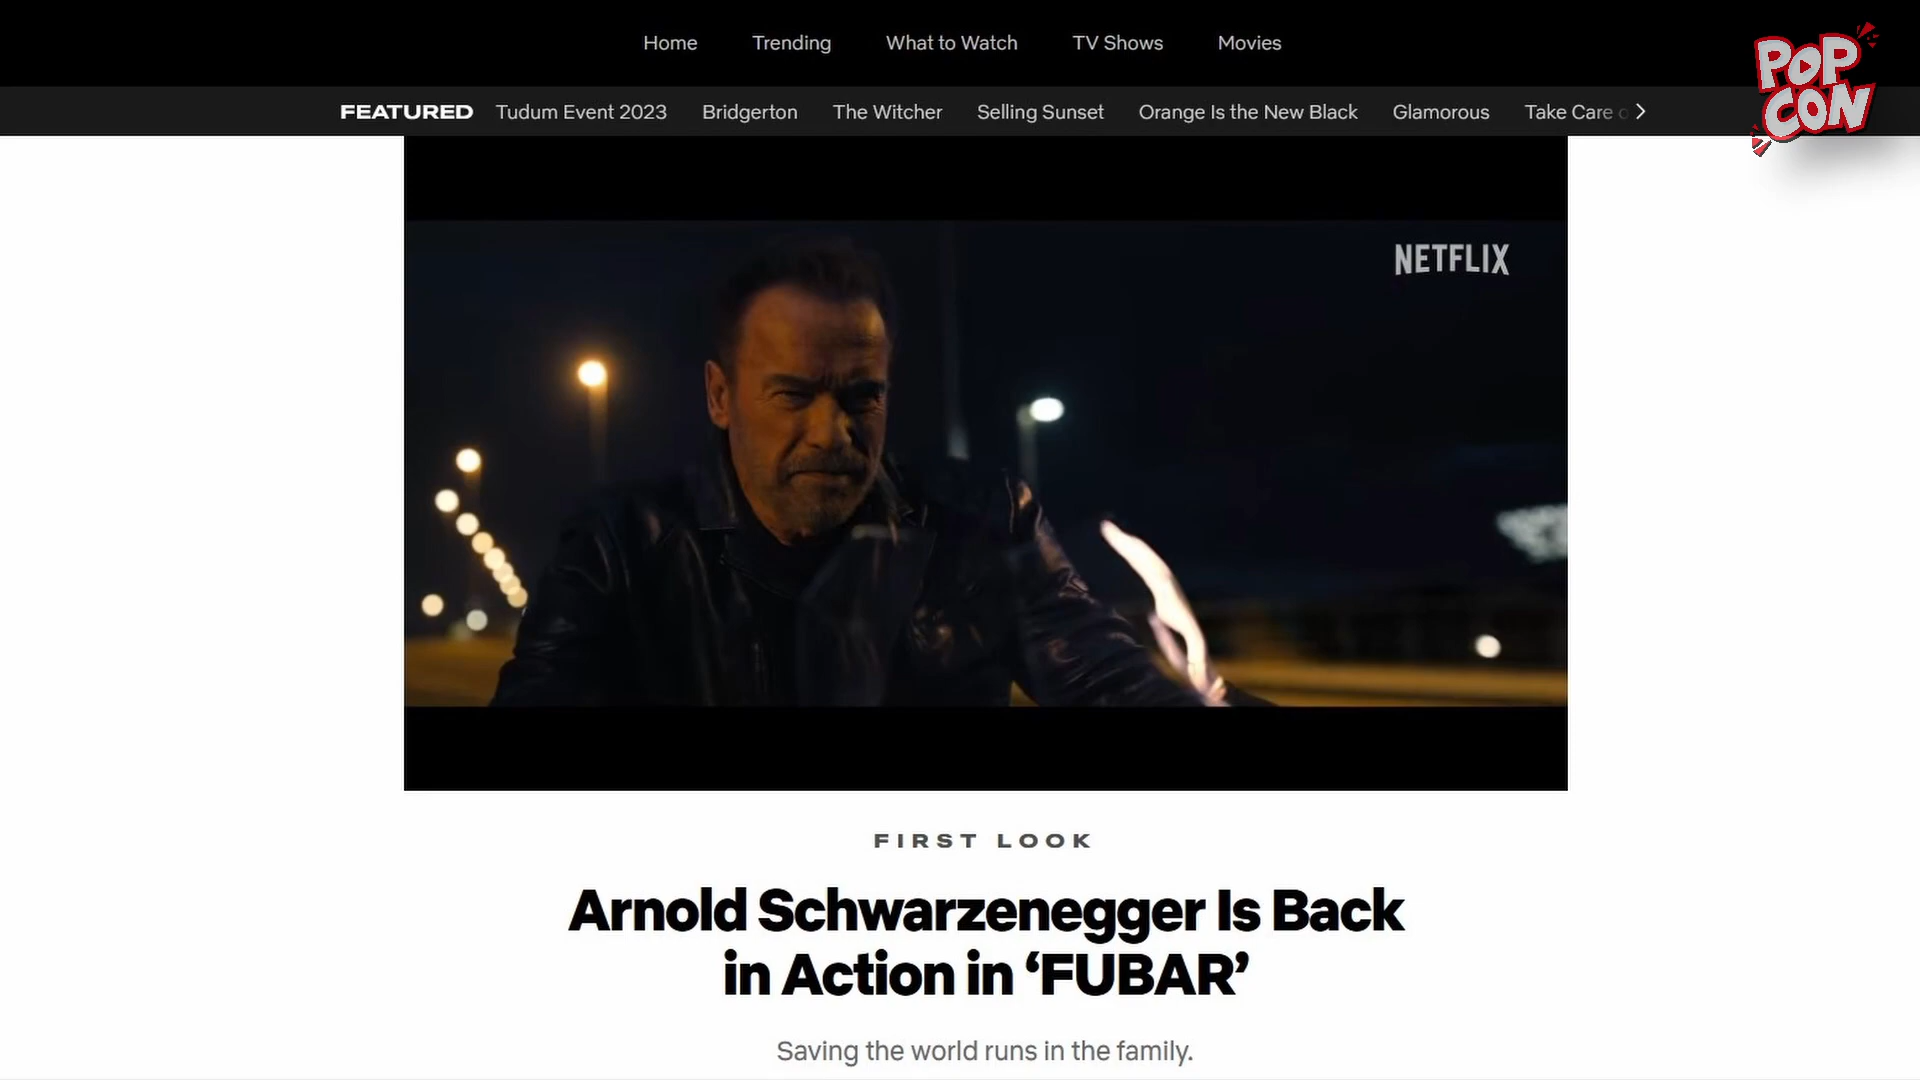 Home Trending What to Watch TV Shows Movies
POP
CON
FEATURED Tudum Event 2023 Bridgerton The Witcher Selling Sunset Orange Is the New Black Glamorous Take Care
NETFLIX
FIRST LOOK
Arnold Schwarzenegger Is Back
in Action in ‘FUBAR’
Saving the world runs in the family.